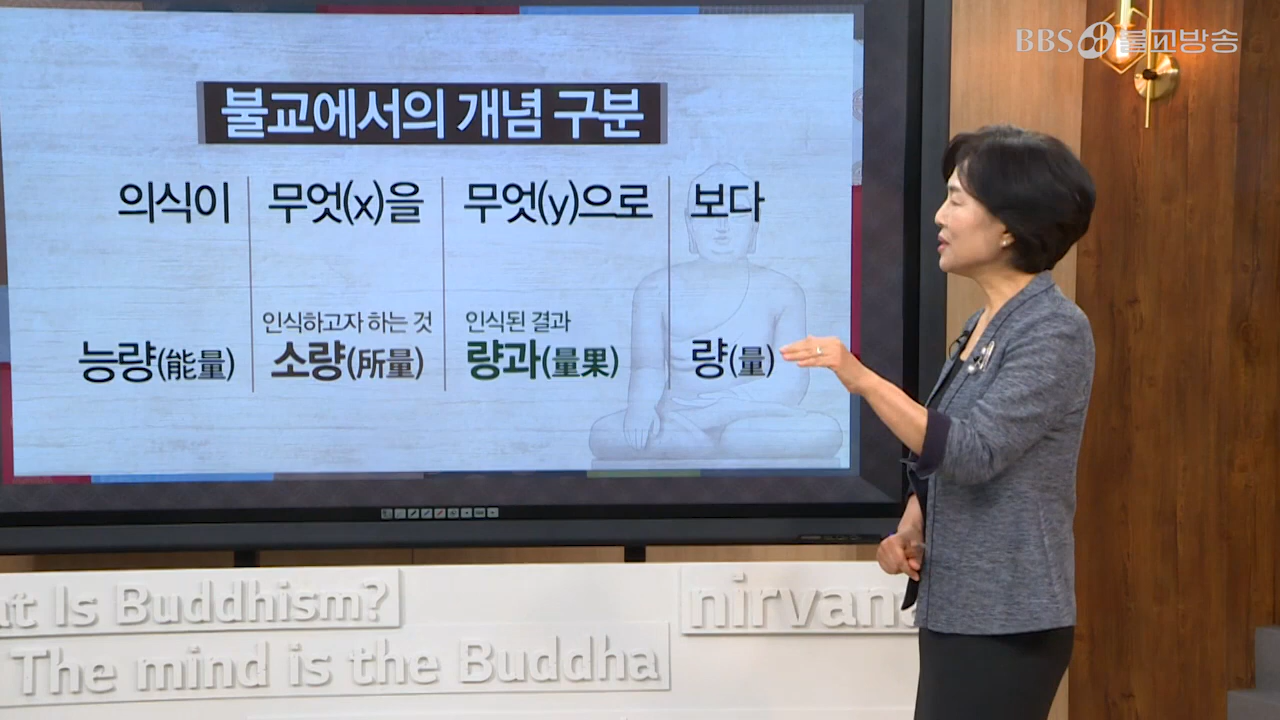 BBS 불교방송
불교에서의 개념 구분
의식이 무엇(x)을 무엇(y)으로 보다
인식하고자 하는 것 인식된 결과
능량(能量) 소량(所量) 량과(量果) 량(量)
Is Buddhism?
nirvana
The mind is the Buddha